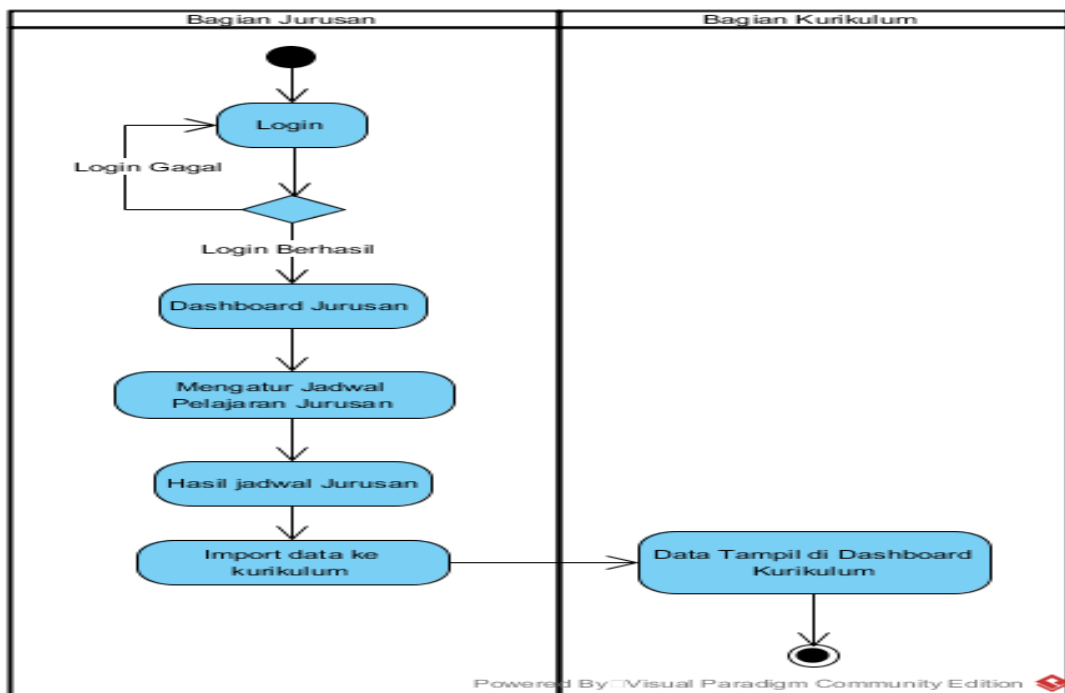 Bagian Jurusan
Bagian Kurikulum
Login
Login Gagal
Login Berhasil
Dashboard Jurusan
Mengatur Jadwal
Pelajaran Jurusan
Hasil jadwal Jurusan
Import data ke
kurikulum
Data Tampil di Dashboard
Kurikulum
Powered By Visual Paradigm Community Edition